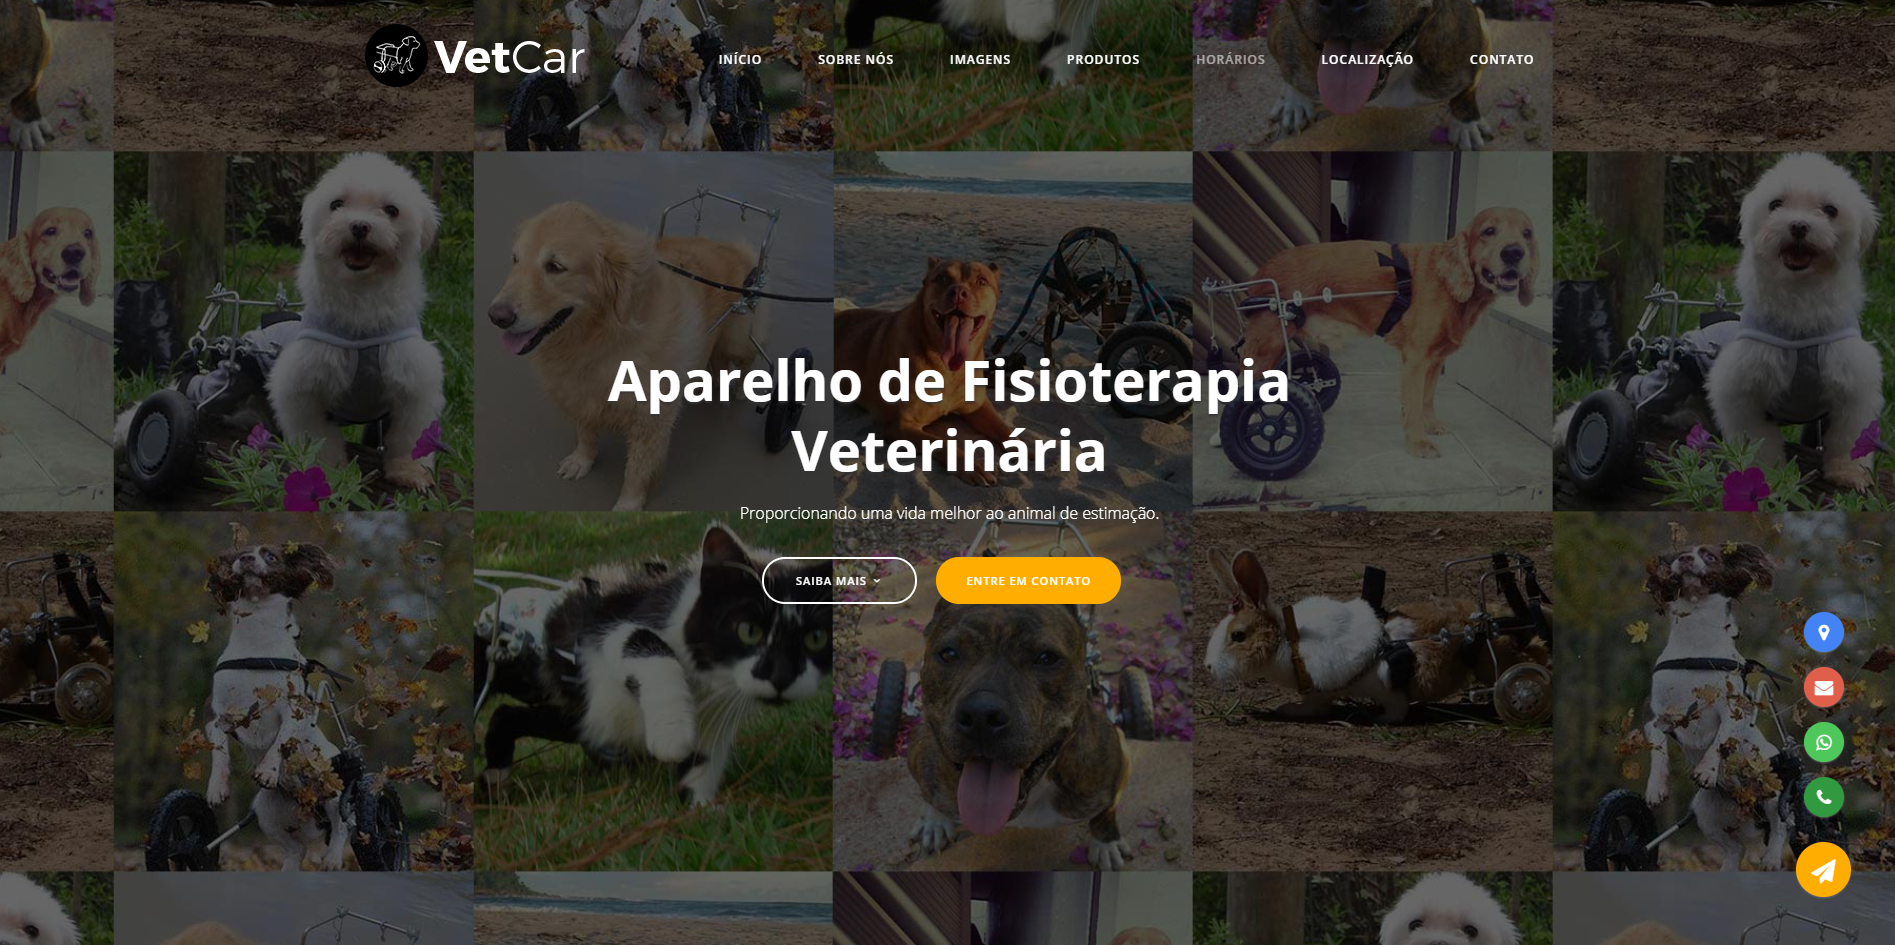 VetCar
INÍCIO
SOBRE NÓS
IMAGENS
PRODUTOS
HORÁRIOS
LOCALIZAÇÃO
CONTATO
Aparelho de Fisioterapia
Veterinária
Proporcionando uma vida melhor ao animal de estimação.
SAIBA MAIS
ENTRE EM CONTATO